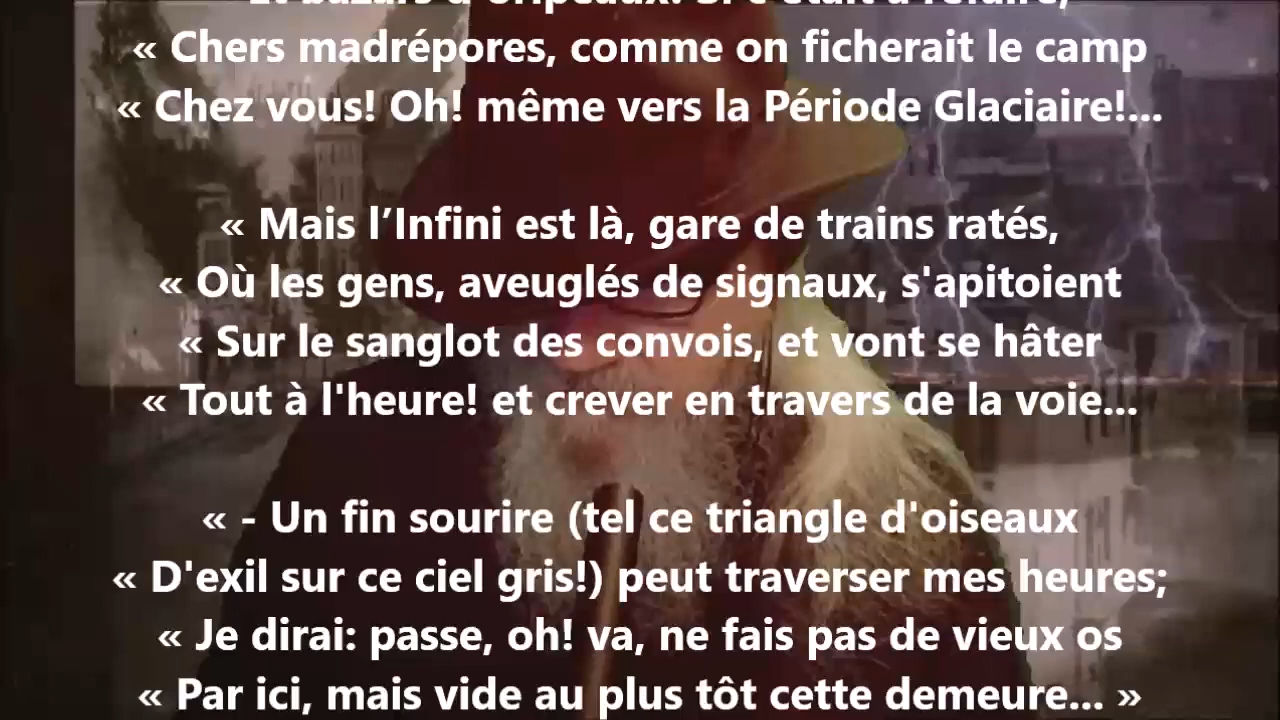 « Chers madrépores, comme on ficherait le camp
« Chez vous! Oh! même vers la Période Glaciaire!...
« Mais l’Infini est là, gare de trains ratés,
« Où les gens, aveuglés de signaux, s'apitoient
« Sur le sanglot des convois, et vont se hâter
« Tout à l'heure! et crever en travers de la voie...
« - Un fin sourire (tel ce triangle d'oiseaux
« D'exil sur ce ciel gris!) peut traverser mes heures;
« Je dirai: passe, oh! va, ne fais pas de vieux os
« Par ici, mais vide au plus tôt cette demeure... »